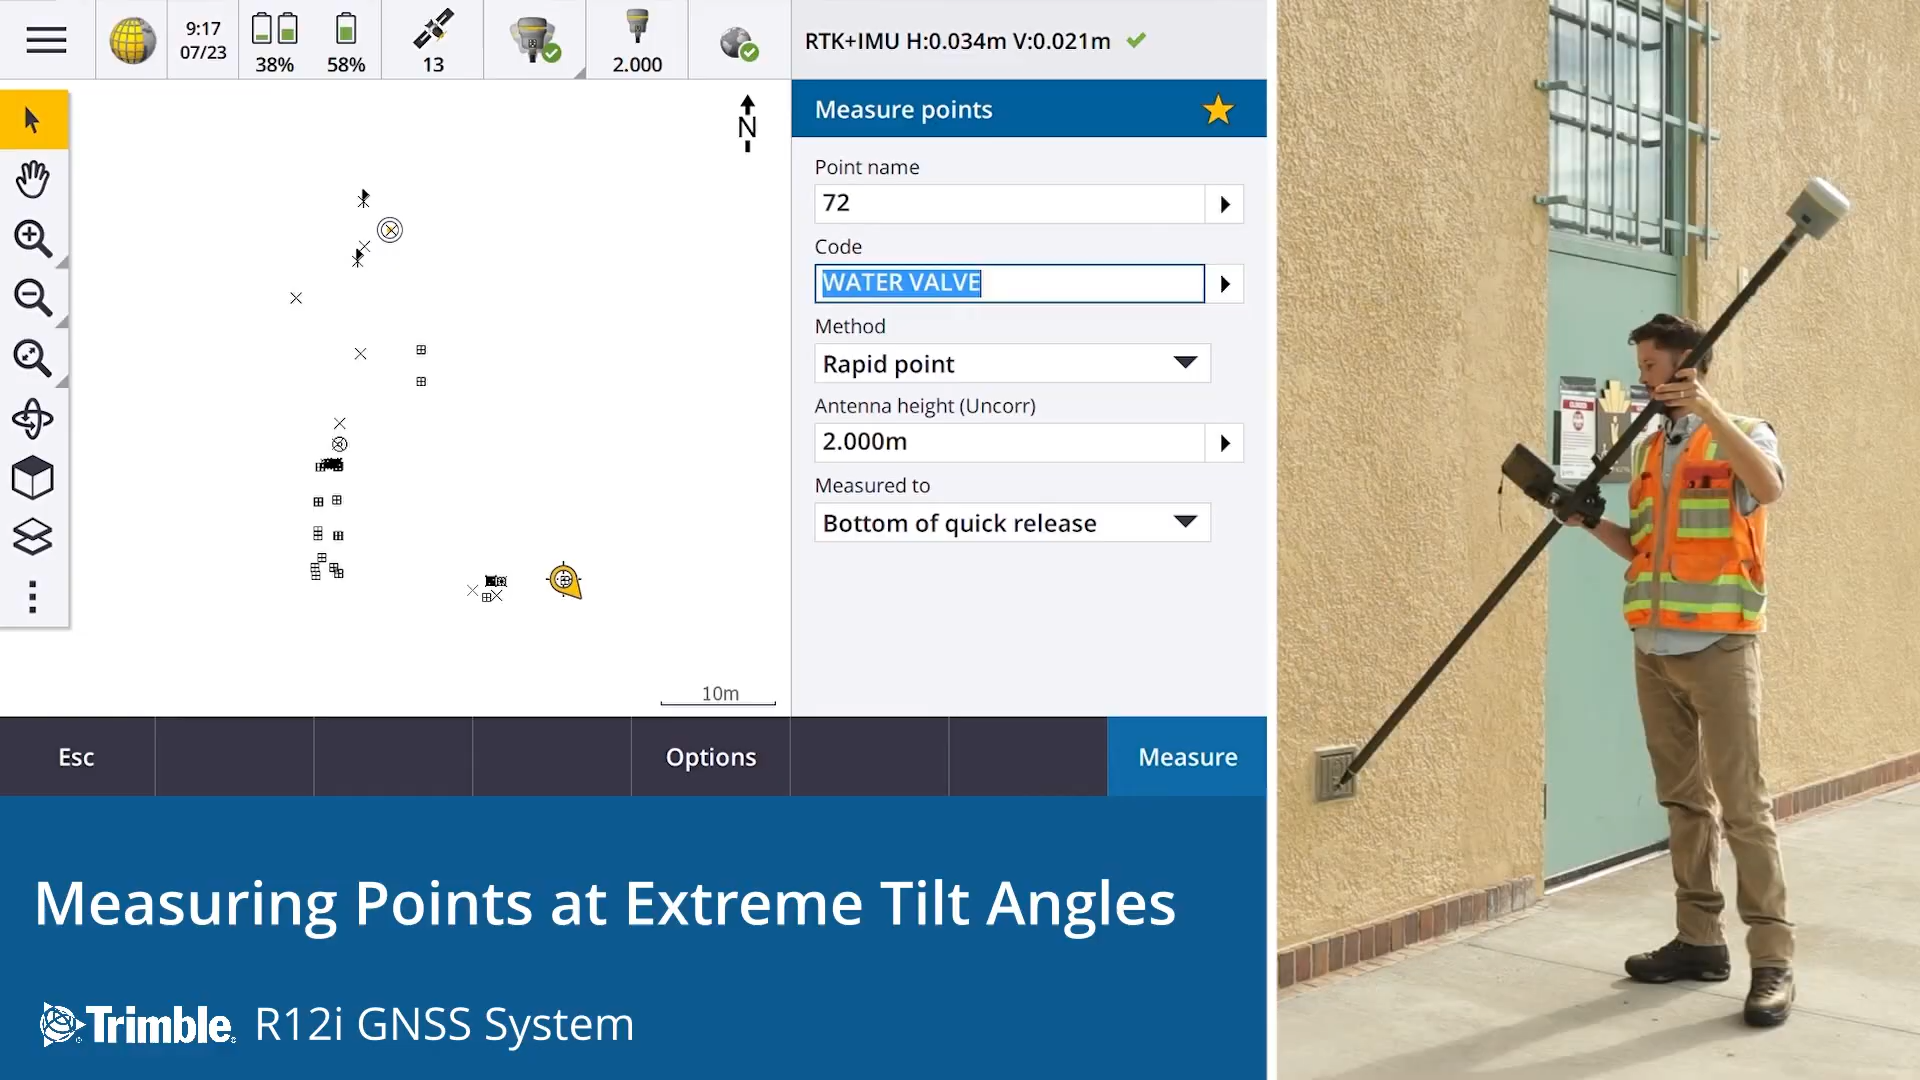 9:17
07/23
38%
58%
13
2.000
RTK+IMU H:0.034m V:0.021m
Measure points
N
Point name
72
Code
WATER VALVE
Method
Rapid point
Antenna height (Uncorr)
2.000m
Measured to
Bottom of quick release
10m
Esc
Options
Measure
Measuring Points at Extreme Tilt Angles
Trimble. R12i GNSS System